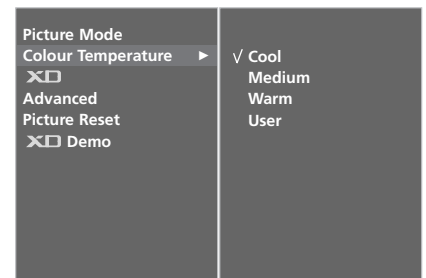 Picture Mode
Colour Temperature ►
XD
Advanced
Picture Reset
XD Demo
√ Cool
Medium
Warm
User